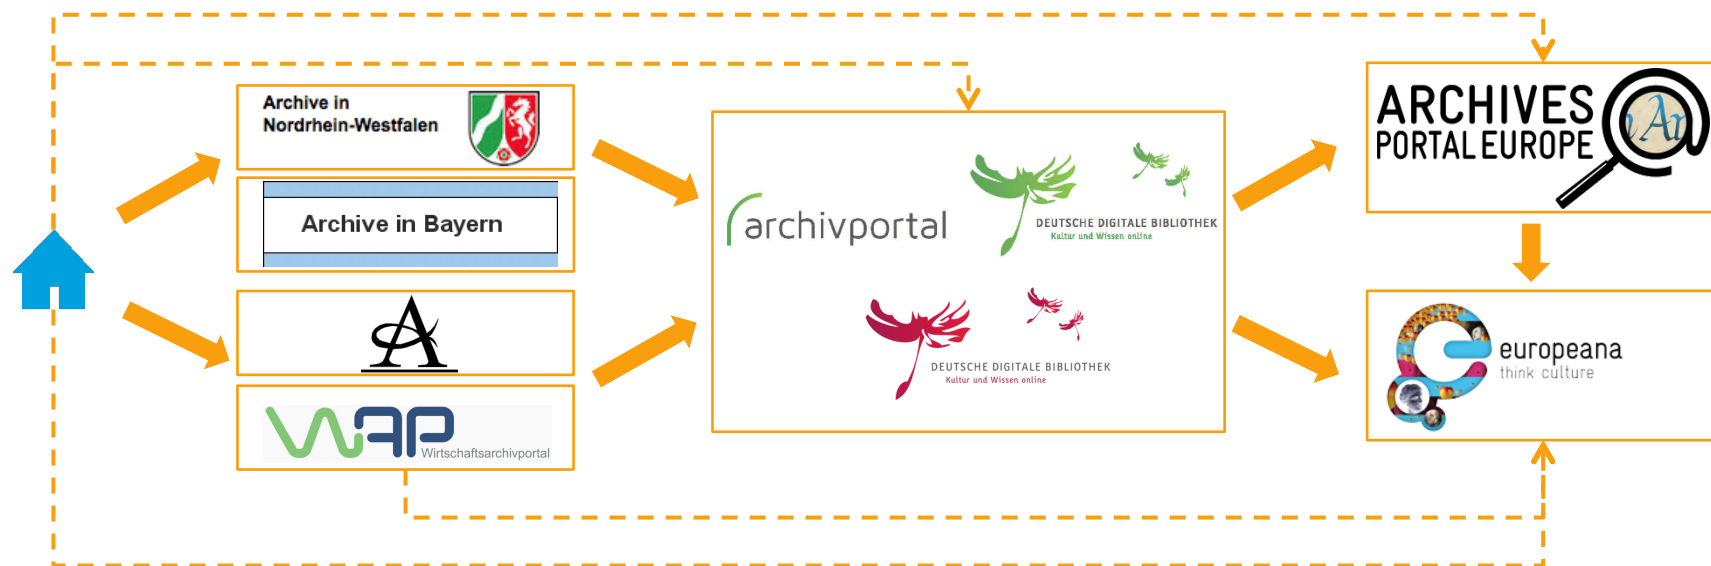 Archive in
Nordrhein-Westfalen
Archive in Bayern
A
WAP
Wirtschaftsarchivportal
archivportal
DEUTSCHE DIGITALE BIBLIOTHEK
Kultur und Wissen online
DEUTSCHE DIGITALE BIBLIOTHEK
Kultur und Wissen online
ARCHIVES
PORTAL EUROPE
europeana
think culture